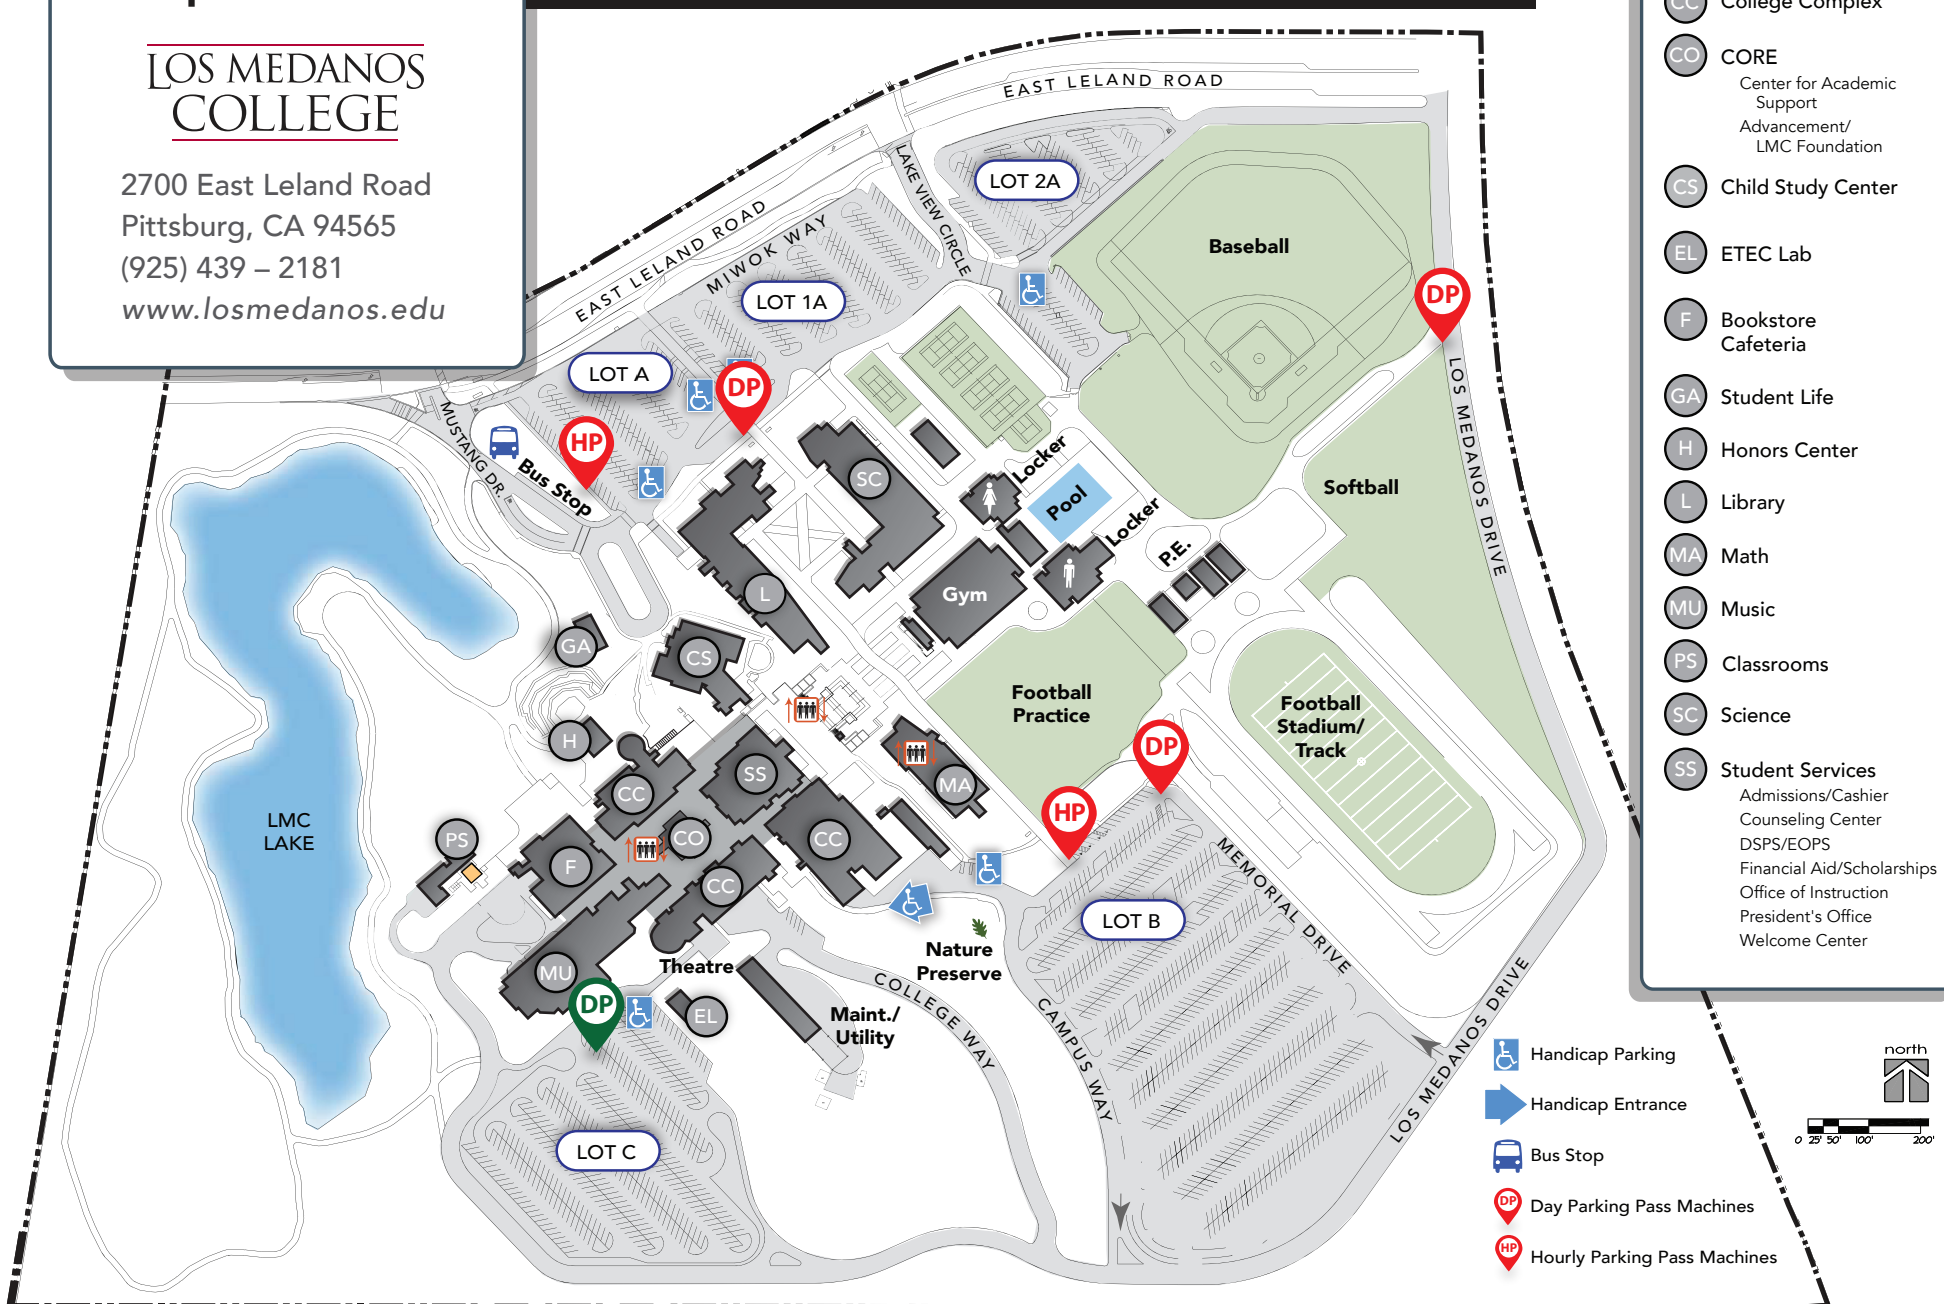 LOS MEDANOS
COLLEGE
2700 East Leland Road
Pittsburg, CA 94565
(925) 439 – 2181
www.losmedanos.edu
EAST LELAND ROAD
EAST LELAND ROAD
MIWOK WAY
LAKE VIEW CIRCLE
LOT 2A
LOT 1A
LOT A
Baseball
DP
DP
HP
MUSTANG DR.
Bus Stop
LOS MEDANOS DRIVE
Softball
SC
Locker
Pool
Locker
P.E.
L
Gym
GA
CS
Football
Practice
Football
Stadium/
Track
H
SS
CC
MA
DP
HP
LMC
LAKE
PS
CO
CC
F
CC
MEMORIAL DRIVE
LOT B
Nature
Preserve
Theatre
MU
DP
EL
Maint./
Utility
COLLEGE WAY
CAMPUS WAY
LOS MEDANOS DRIVE
LOT C
CC College Complex
CO CORE
Center for Academic
Support
Advancement/
LMC Foundation
CS Child Study Center
EL ETEC Lab
F Bookstore
Cafeteria
GA Student Life
H Honors Center
L Library
MA Math
MU Music
PS Classrooms
SC Science
SS Student Services
Admissions/Cashier
Counseling Center
DSPS/EOPS
Financial Aid/Scholarships
Office of Instruction
President's Office
Welcome Center
Handicap Parking
Handicap Entrance
Bus Stop
DP Day Parking Pass Machines
HP Hourly Parking Pass Machines
north
0 25' 50' 100' 200'